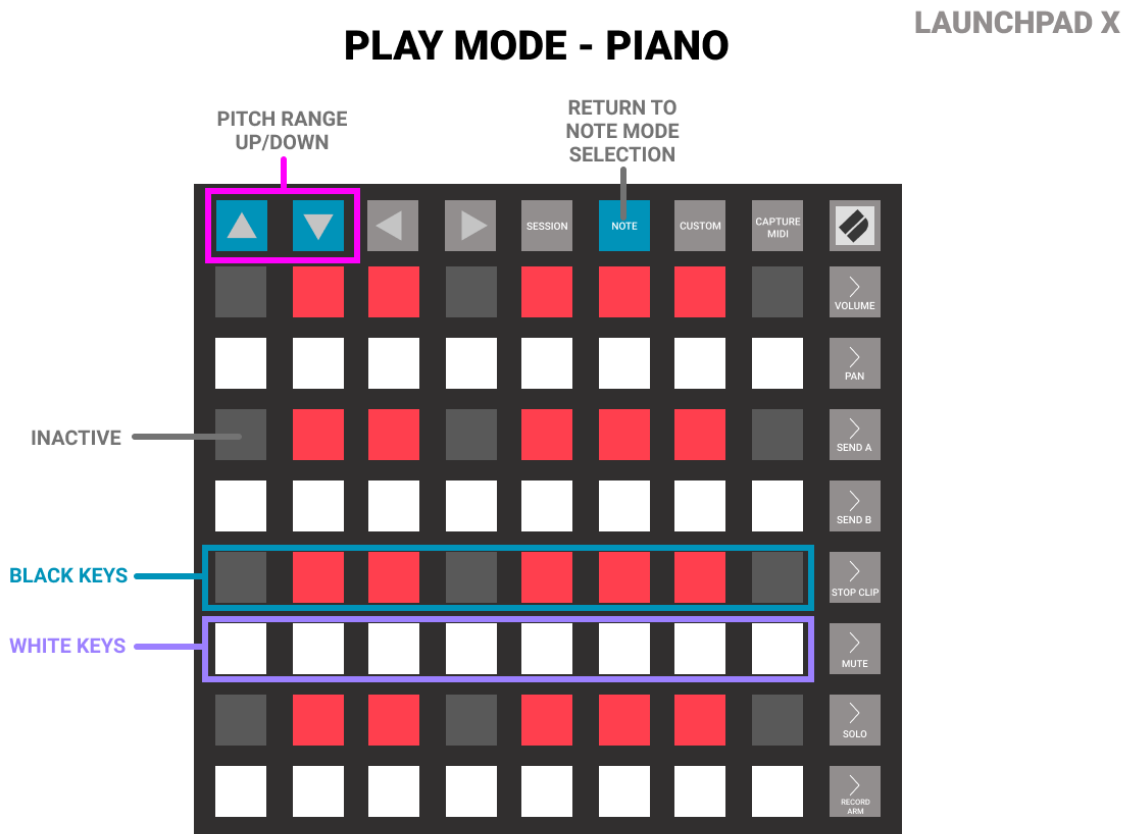 LAUNCHPAD X
PLAY MODE - PIANO
PITCH RANGE
UP/DOWN
RETURN TO
NOTE MODE
SELECTION
SESSION
NOTE
CUSTOM
CAPTURE
MIDI
VOLUME
PAN
INACTIVE
SEND A
SEND B
BLACK KEYS
STOP CLIP
WHITE KEYS
MUTE
SOLO
RECORD
ARM